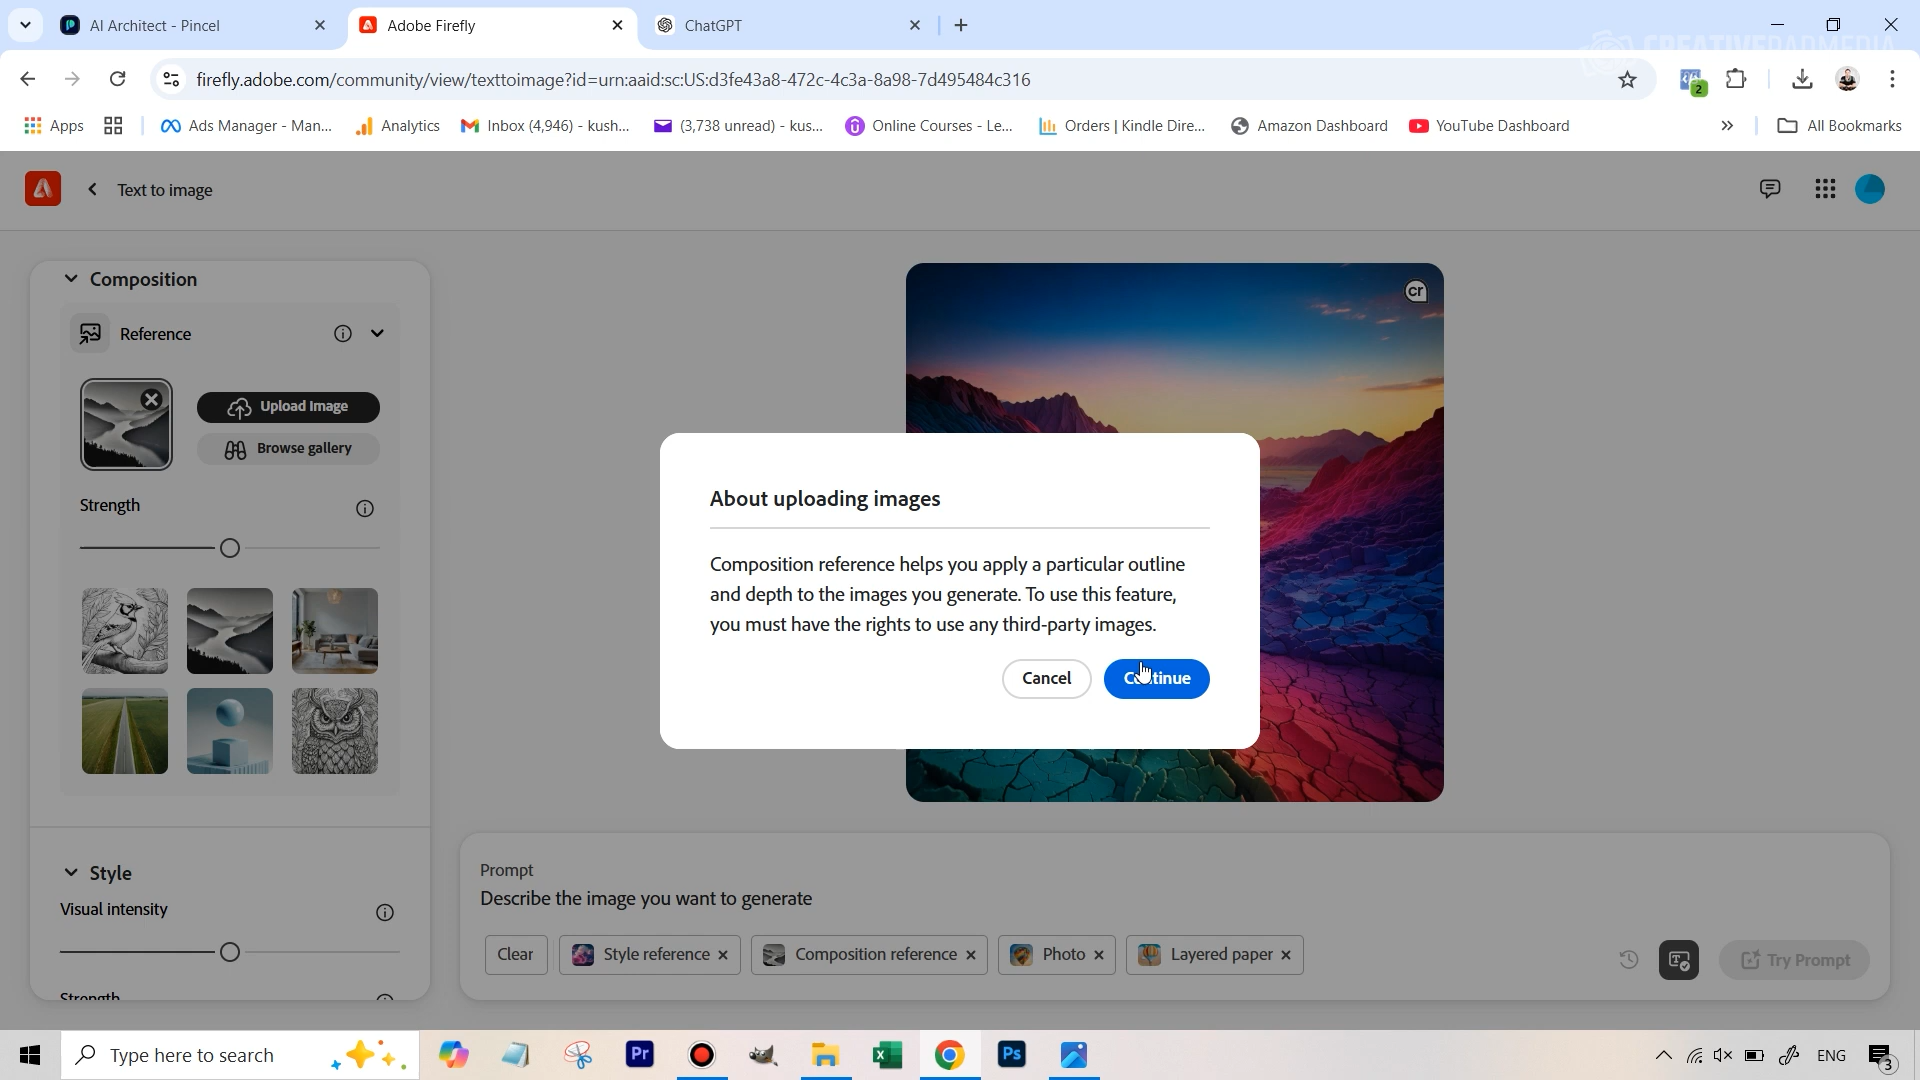 AI Architect - Pincel
Adobe Firefly
ChatGPT
CREATIVEPADMEDIA
firefly.adobe.com/community/view/texttoimage?id=urn:aaid:sc:US:d3fe43a8-472c-4c3a-8a98-7d495484c316
2
Apps
Ads Manager - Man...
Analytics
Inbox (4,946) - kush...
(3,738 unread) - kus...
Online Courses - Le...
Orders | Kindle Dire...
Amazon Dashboard
YouTube Dashboard
All Bookmarks
Text to image
Composition
Reference
Upload Image
Browse gallery
Strength
cr
About uploading images
Composition reference helps you apply a particular outline
and depth to the images you generate. To use this feature,
you must have the rights to use any third-party images.
Cancel
Style
Visual intensity
Strength
Prompt
Describe the image you want to generate
Clear
Style reference
Composition reference
Photo
Layered paper
Try Prompt
Type here to search
Pr
Ps
ENG
3